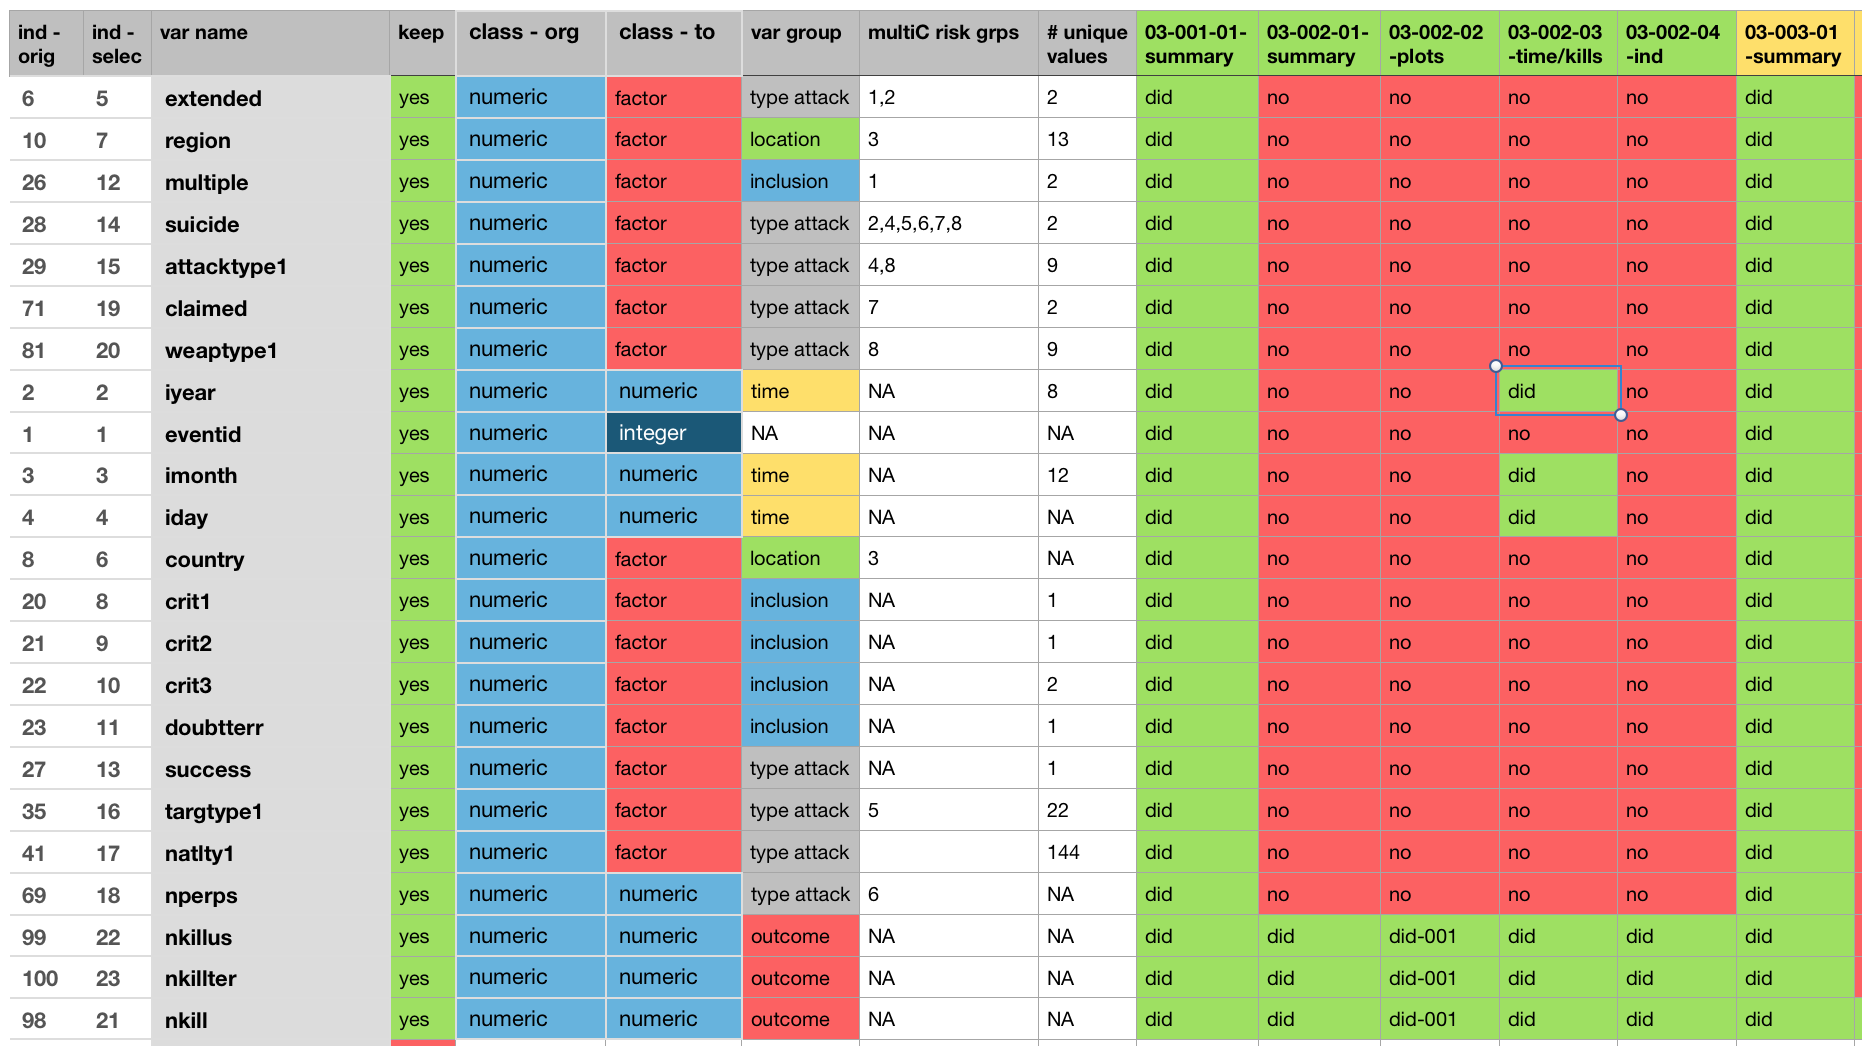 ind - orig ind - selec var name keep class - org class - to var group multiC risk grps # unique values 03-001-01-summary 03-002-01-summary 03-002-02-plots 03-002-03-time/kills 03-002-04-ind 03-003-01-summary
6 5 extended yes numeric factor type attack 1,2 2 did no no no no did
10 7 region yes numeric factor location 3 13 did no no no no did
26 12 multiple yes numeric factor inclusion 1 2 did no no no no did
28 14 suicide yes numeric factor type attack 2,4,5,6,7,8 2 did no no no no did
29 15 attacktype1 yes numeric factor type attack 4,8 9 did no no no no did
71 19 claimed yes numeric factor type attack 7 2 did no no no no did
81 20 weaptype1 yes numeric factor type attack 8 9 did no no no no did
2 2 iyear yes numeric numeric time NA 8 did no no did no did
1 1 eventid yes numeric integer NA NA NA did no no no no did
3 3 imonth yes numeric numeric time NA 12 did no no did no did
4 4 iday yes numeric numeric time NA NA did no no did no did
8 6 country yes numeric factor location 3 NA did no no no no did
20 8 crit1 yes numeric factor inclusion NA 1 did no no no no did
21 9 crit2 yes numeric factor inclusion NA 1 did no no no no did
22 10 crit3 yes numeric factor inclusion NA 2 did no no no no did
23 11 doubtterr yes numeric factor inclusion NA 1 did no no no no did
27 13 success yes numeric factor type attack NA 1 did no no no no did
35 16 targtype1 yes numeric factor type attack 5 22 did no no no no did
41 17 natlty1 yes numeric factor type attack 144 did no no no no did
69 18 nperps yes numeric numeric type attack 6 NA did no no no no did
99 22 nkillus yes numeric numeric outcome NA NA did did did-001 did did did
100 23 nkillter yes numeric numeric outcome NA NA did did did-001 did did did
98 21 nkill yes numeric numeric outcome NA NA did did did-001 did did did